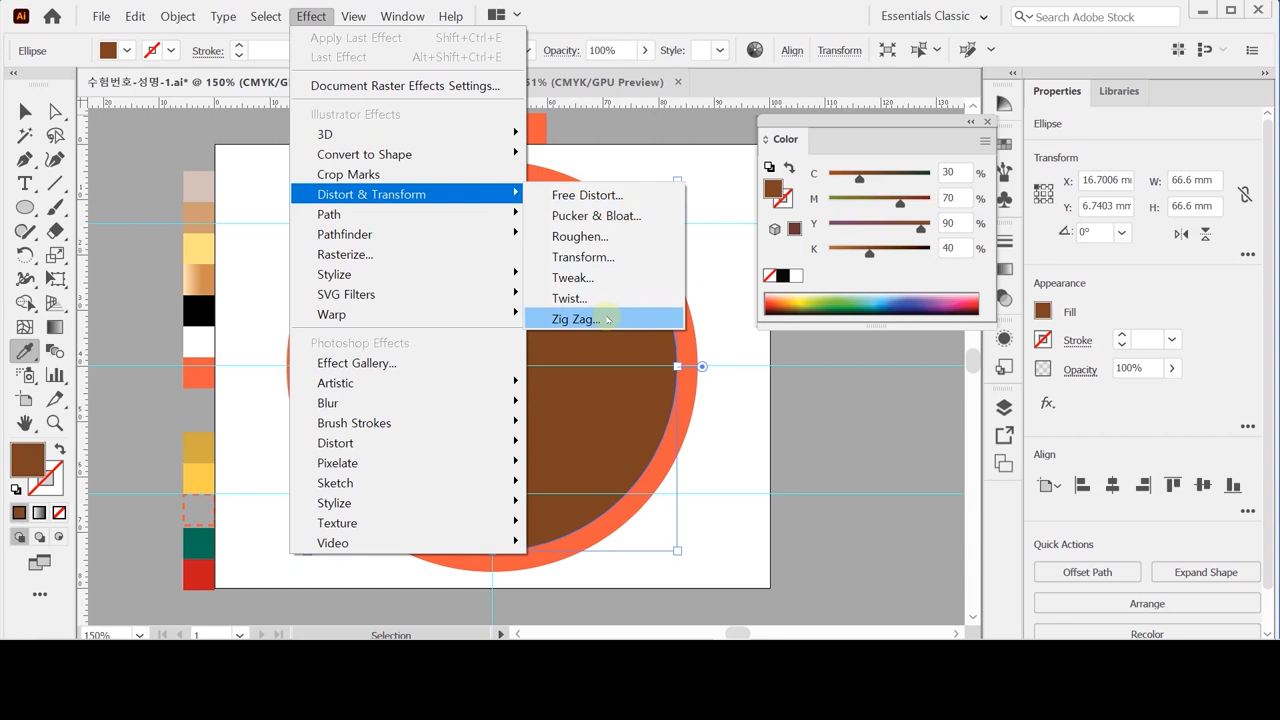 Ai File Edit Object Type Select Effect View Window Help Essentials Classic Search Adobe Stock
Ellipse Stroke: Opacity: 100% Style: Align Transform
수험번호-성명-1.ai* @ 150% (CMYK/G 51% (CMYK/GPU Preview)
Apply Last Effect Shift+Ctrl+E
Last Effect Alt+Shift+Ctrl+E
Document Raster Effects Settings...
Illustrator Effects
3D
Convert to Shape
Crop Marks
Distort & Transform
Path
Pathfinder
Rasterize...
Stylize
SVG Filters
Warp
Photoshop Effects
Effect Gallery...
Artistic
Blur
Brush Strokes
Distort
Pixelate
Sketch
Stylize
Texture
Video
Free Distort...
Pucker & Bloat...
Roughen...
Transform...
Tweak...
Twist...
Zig Zag...
Color
C 30 %
M 70 %
Y 90 %
K 40 %
Properties Libraries
Ellipse
Transform
X: 16.7006 mm W: 66.6 mm
Y: 6.7403 mm H: 66.6 mm
0°
Appearance
Fill
Stroke
Opacity 100%
fx
Align
Quick Actions
Offset Path Expand Shape
Arrange
Recolor
150% 1 Selection